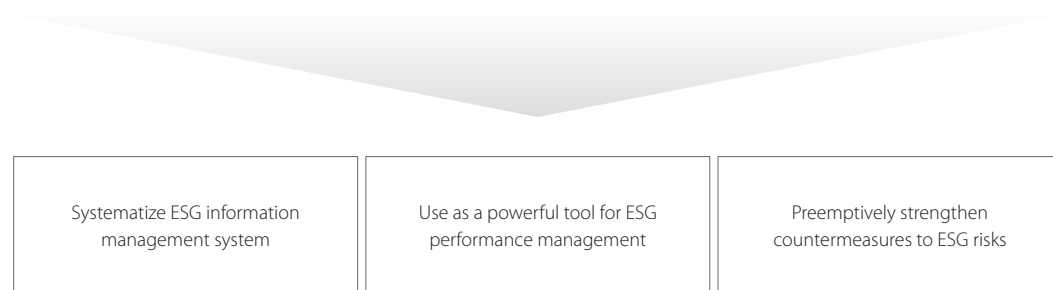 Systematize ESG information
management system
Use as a powerful tool for ESG
performance management
Preemptively strengthen
countermeasures to ESG risks